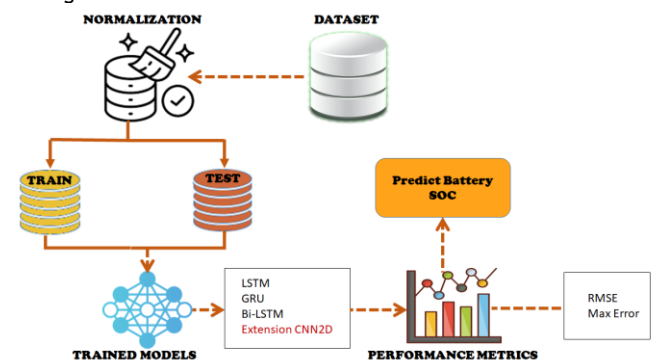 NORMALIZATION
DATASET
TRAIN
TEST
Predict Battery
SOC
LSTM
GRU
Bi-LSTM
Extension CNN2D
RMSE
Max Error
TRAINED MODELS
PERFORMANCE METRICS